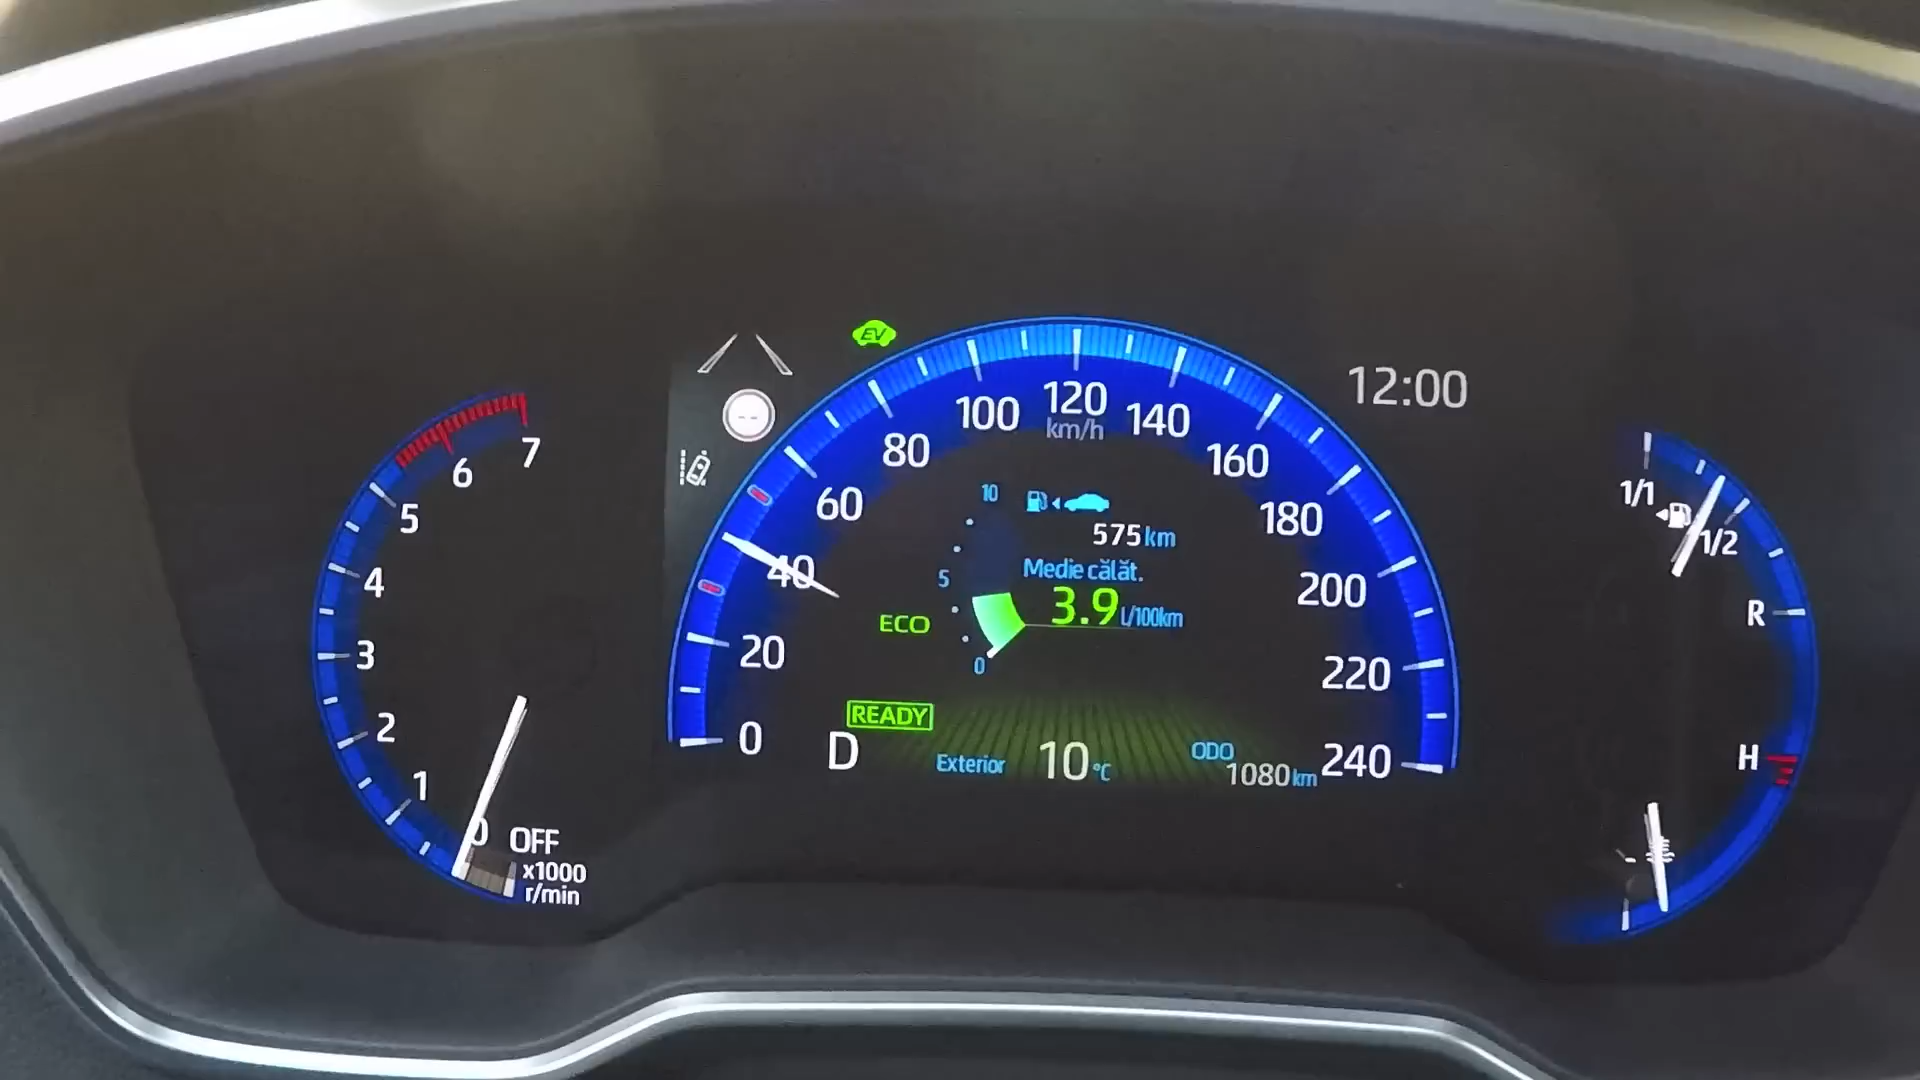 EV
12:00
7
6
5
4
3
2
1
0
OFF
x1000
r/min
0
20
40
60
80
100
120
km/h
140
160
180
200
220
240
10
5
0
575 km
Medie călăt.
3.9 L/100km
ECO
READY
D
Exterior 10 °C
ODO
1080 km
1/1
1/2
R
H